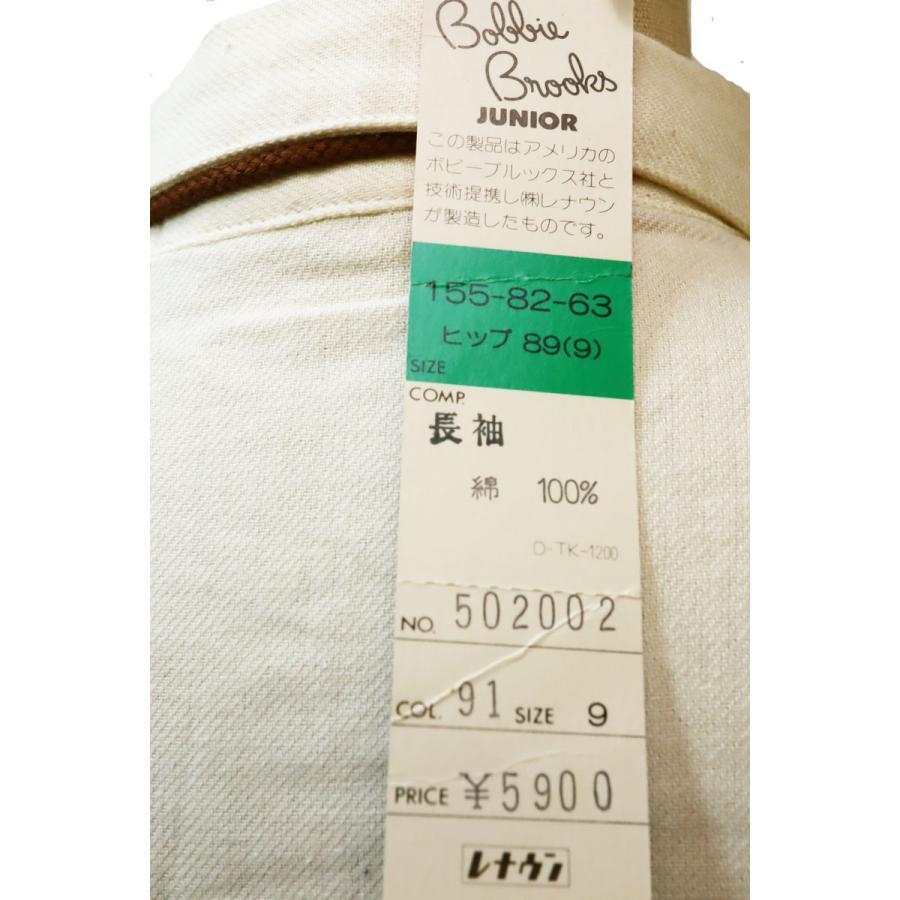 Bobbie
Brooks
JUNIOR
この製品はアメリカの
ボビーブルックス社と
技術提携し㈱レナウン
が製造したものです。
155-82-63
ヒップ 89(9)
SIZE
COMP.
長袖
綿 100%
D-TK-1200
NO. 502002
COL. 91 SIZE 9
PRICE ¥5900
レナウン